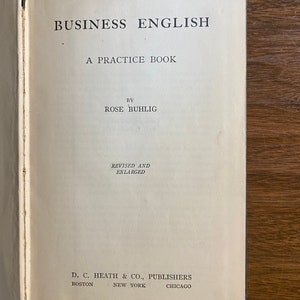 BUSINESS ENGLISH
A PRACTICE BOOK
BY
ROSE BUHLIG
REVISED AND
ENLARGED
D. C. HEATH & CO., PUBLISHERS
BOSTON NEW YORK CHICAGO